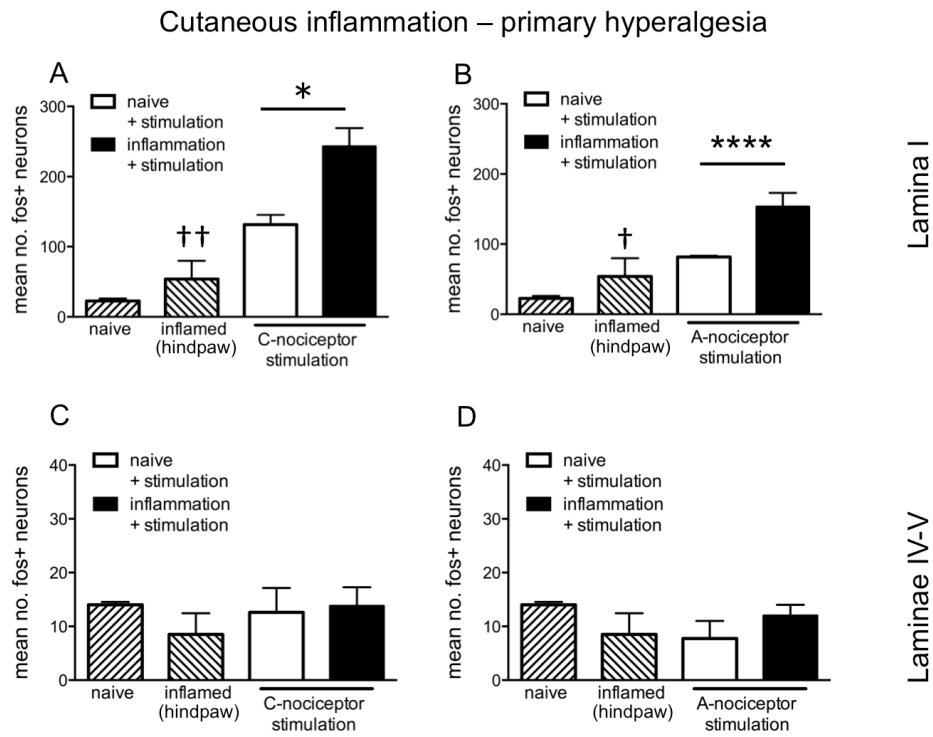 Cutaneous inflammation – primary hyperalgesia
A
mean no. fos+ neurons
300
200
100
0
naive
+ stimulation
inflammation
+ stimulation
*
††
naive
inflamed
(hindpaw)
C-nociceptor
stimulation
B
mean no. fos+ neurons
300
200
100
0
naive
+ stimulation
inflammation
+ stimulation
****
†
naive
inflamed
(hindpaw)
A-nociceptor
stimulation
Lamina I
C
mean no. fos+ neurons
40
30
20
10
0
naive
+ stimulation
inflammation
+ stimulation
naive
inflamed
(hindpaw)
C-nociceptor
stimulation
D
mean no. fos+ neurons
40
30
20
10
0
naive
+ stimulation
inflammation
+ stimulation
naive
inflamed
(hindpaw)
A-nociceptor
stimulation
Laminae IV-V